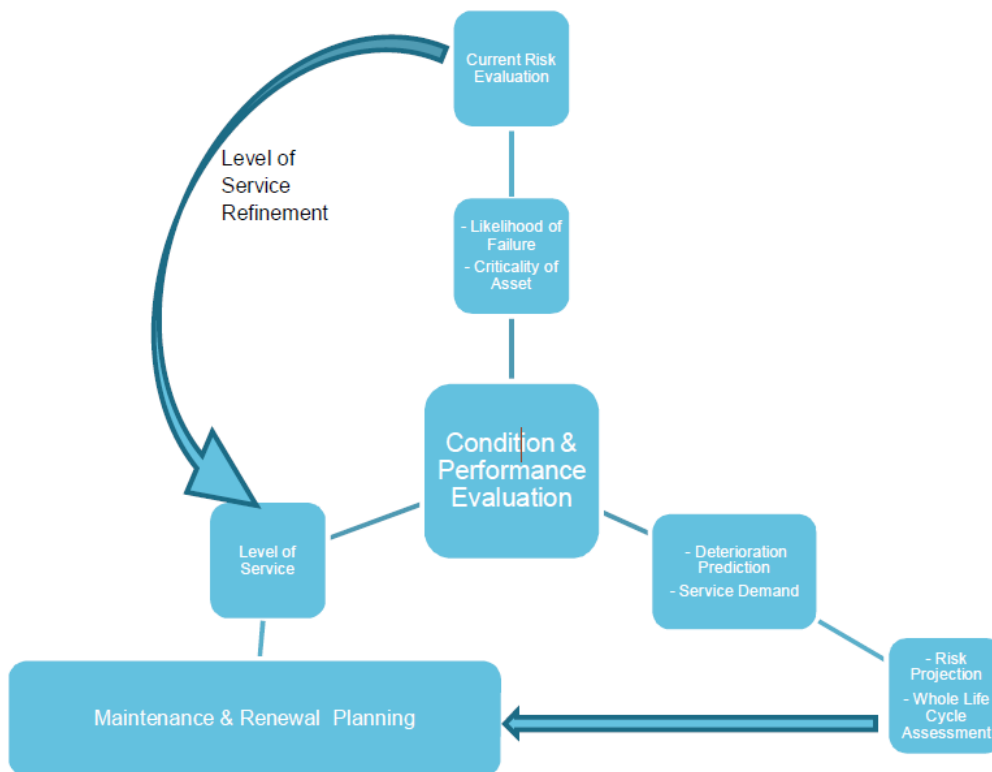 Current Risk
Evaluation
Level of
Service
Refinement
- Likelihood of
Failure
- Criticality of
Asset
Condition &
Performance
Evaluation
Level of
Service
- Deterioration
Prediction
- Service Demand
- Risk
Projection
- Whole Life
Cycle
Assessment
Maintenance & Renewal Planning